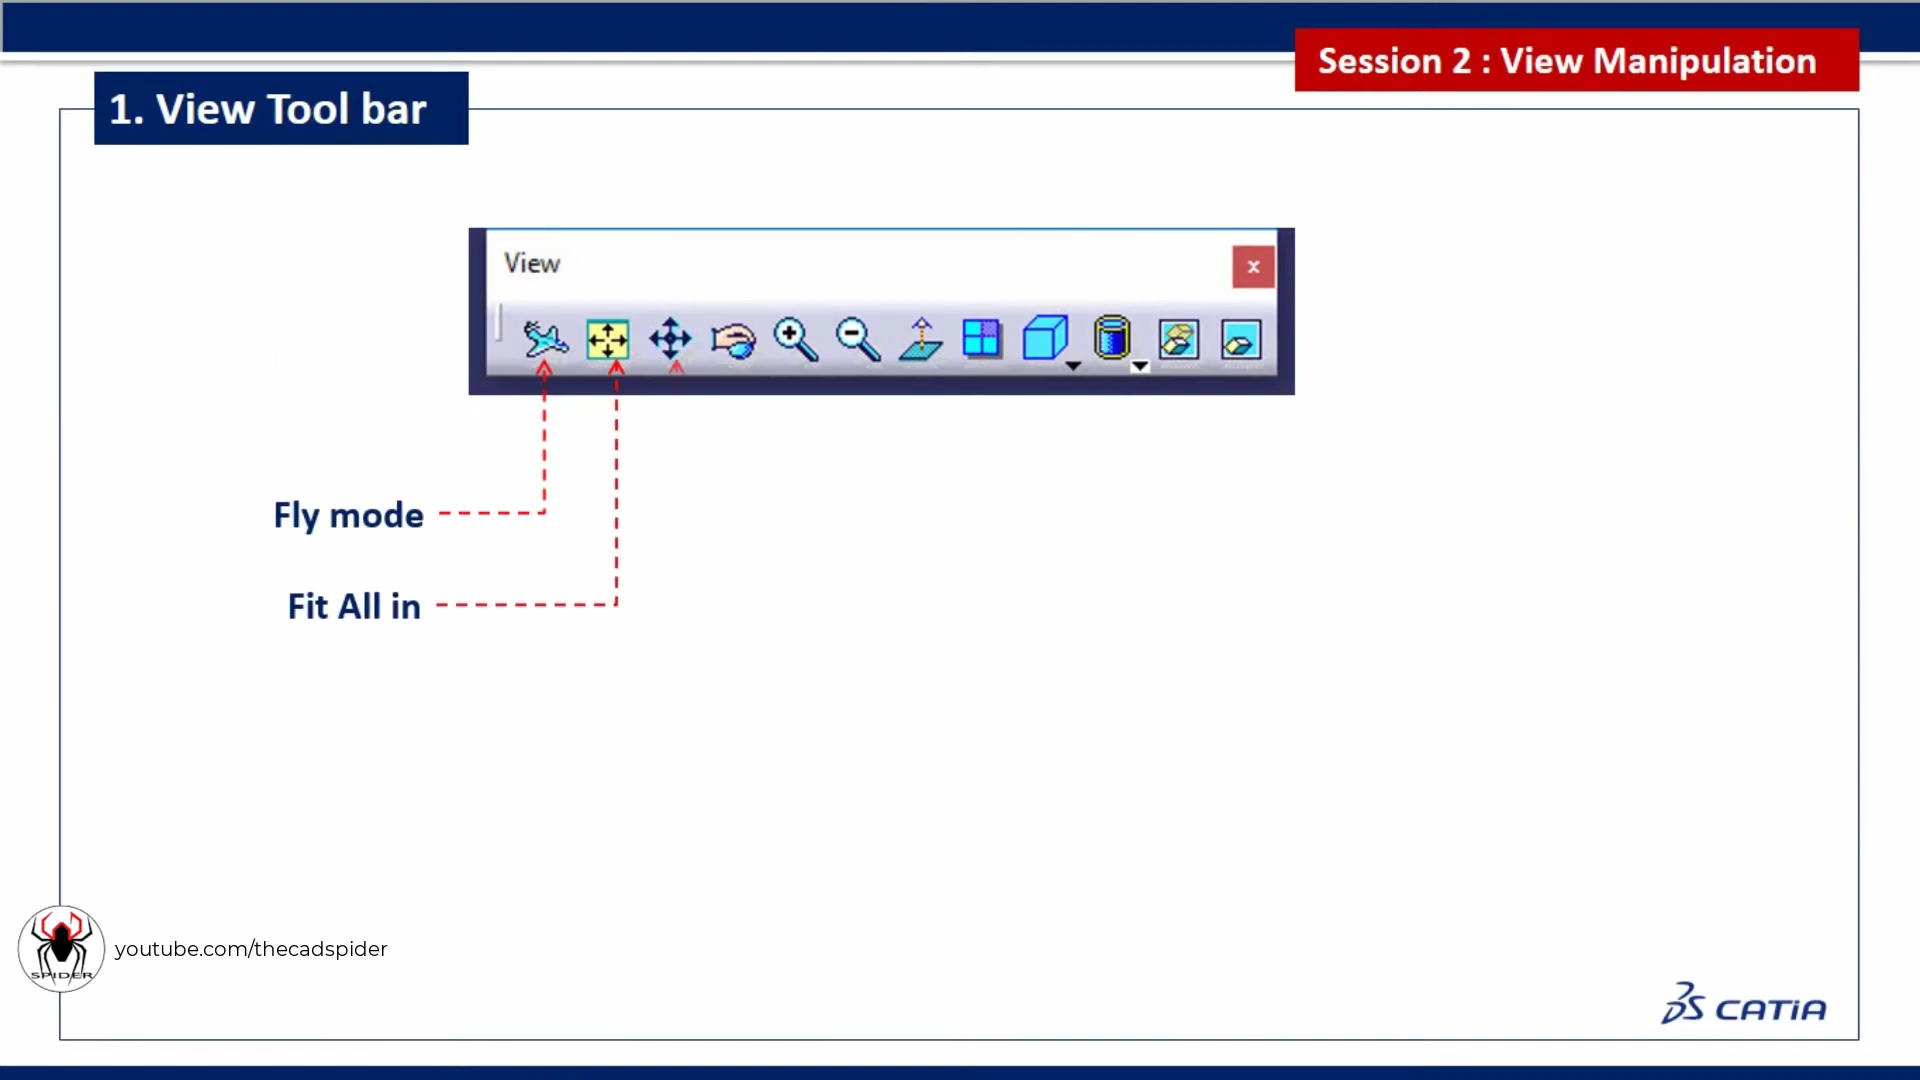 Session 2 : View Manipulation
1. View Tool bar
View
x
Fly mode
Fit All in
SPIDER
youtube.com/thecadspider
3DS CATIA